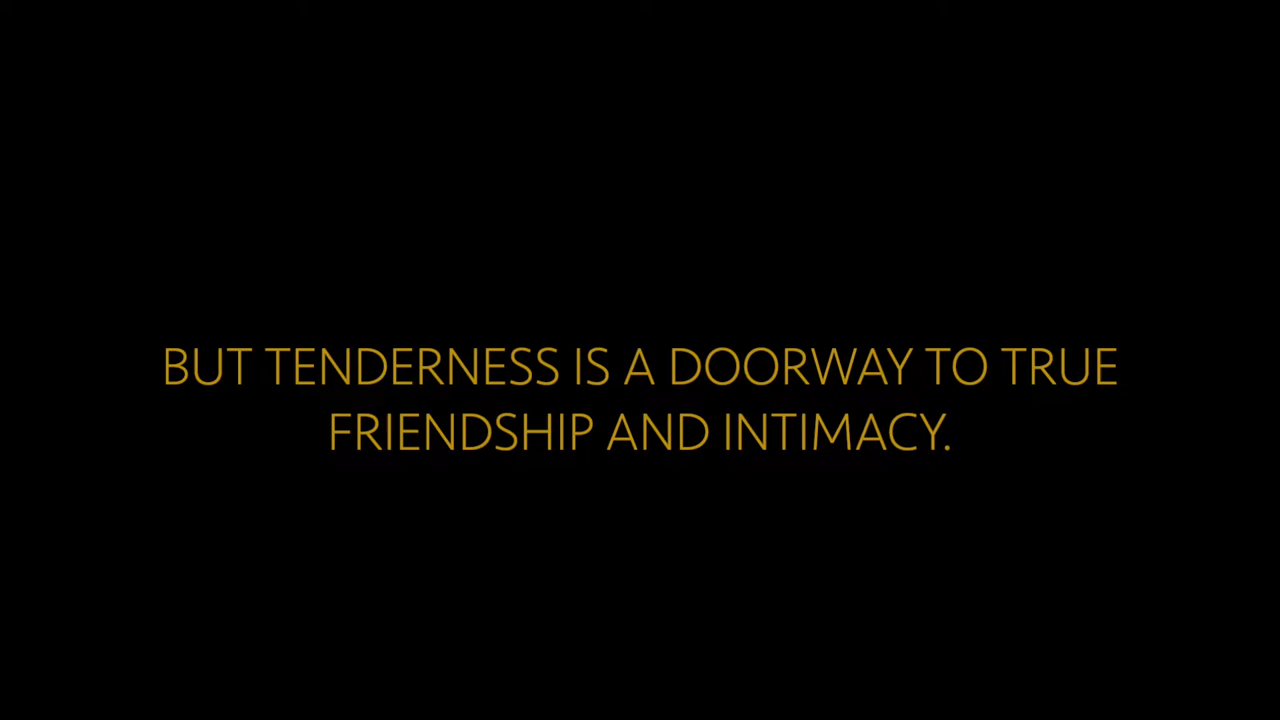 BUT TENDERNESS IS A DOORWAY TO TRUE
FRIENDSHIP AND INTIMACY.